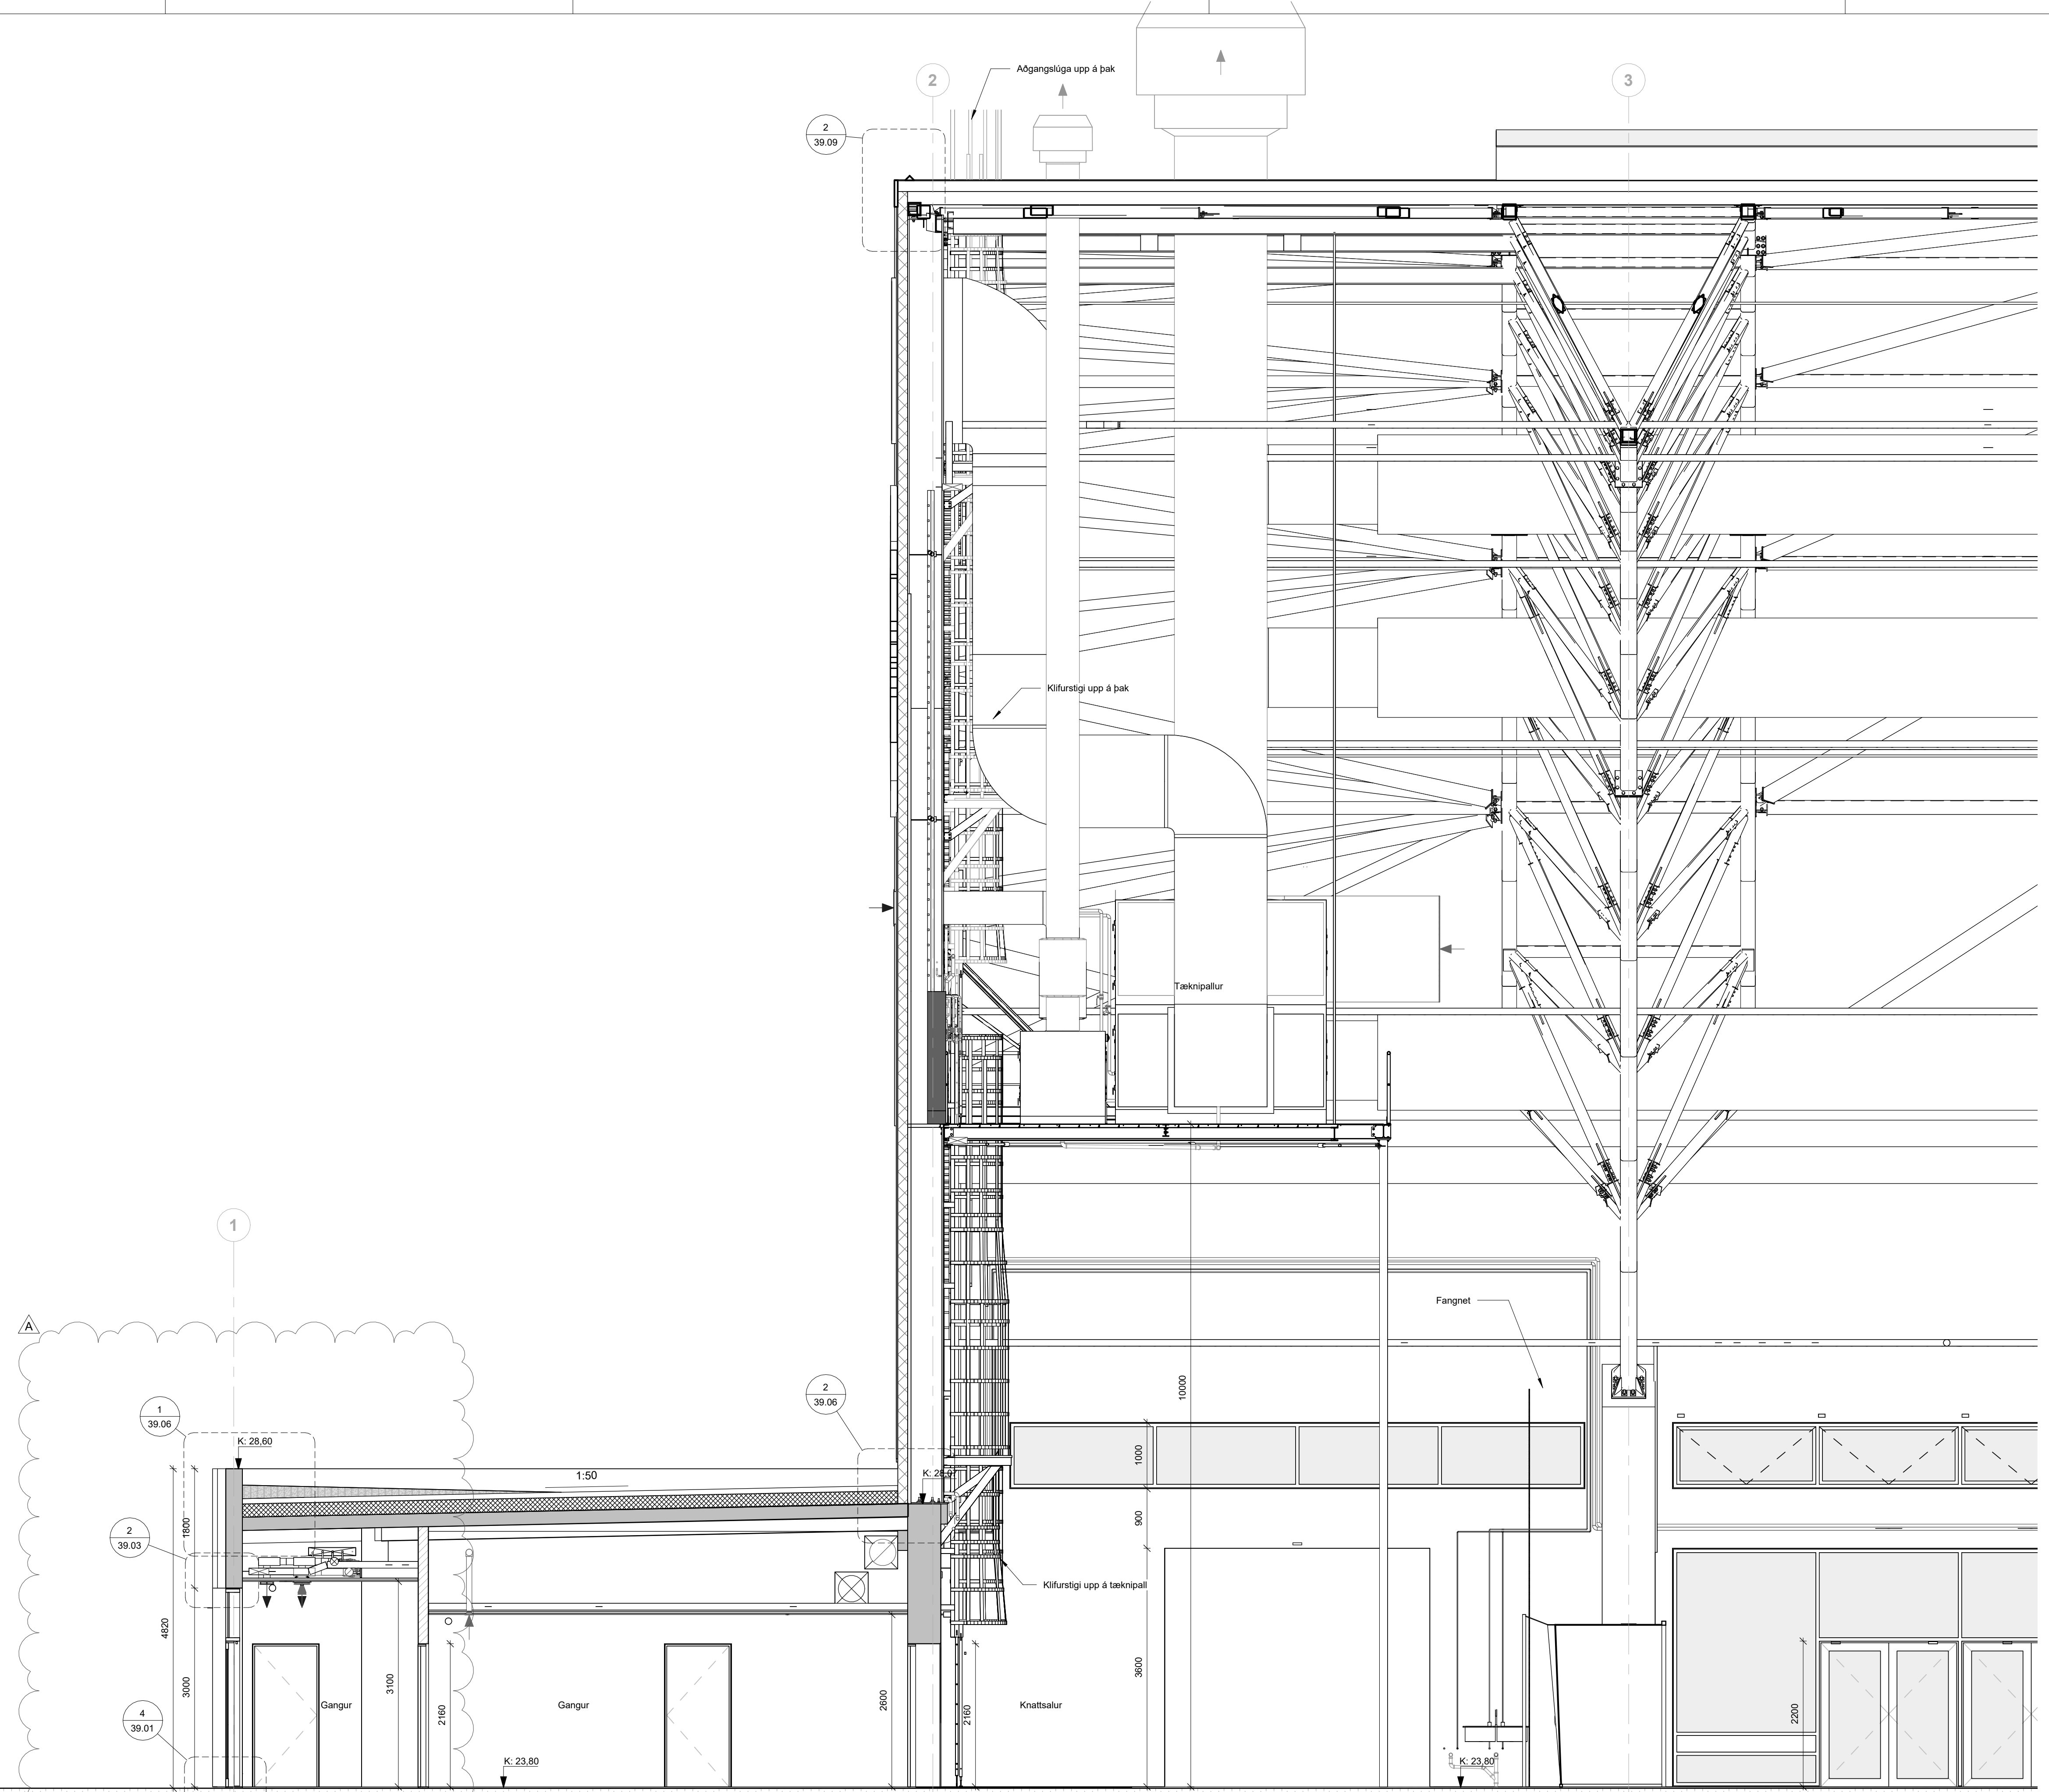 Aðgangslúga upp á þak
2
3
2
39.09
Klifurstigi upp á þak
Tæknipallur
1
Fangnet
A
10000
2
39.06
1
39.06
K: 28,60
1:50
K: 28,0
1000
900
1800
2
39.03
Klifurstigi upp á tæknipall
4820
3000
3100
2160
2600
2160
3600
2200
Gangur
Gangur
Knattsalur
4
39.01
K: 23,80
K: 23,80